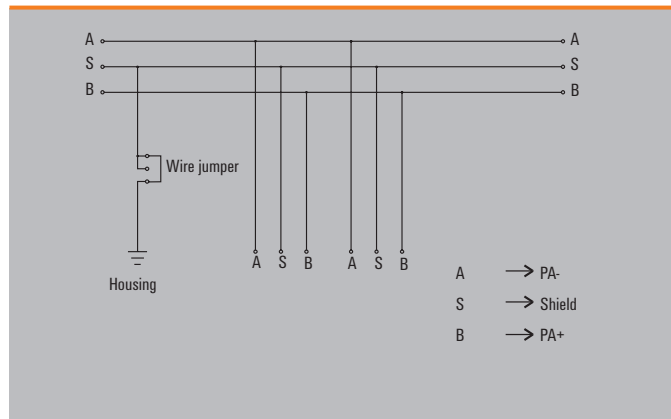 A A
S S
B B
Wire jumper
A S B A S B
Housing
A → PA-
S → Shield
B → PA+